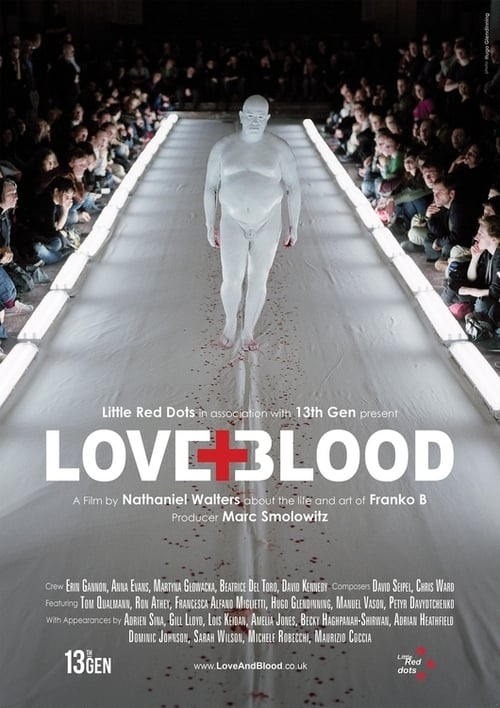 photo: Hugo Glendinning
Little Red Dots in association with 13th Gen present
LOVE+BLOOD
A Film by Nathaniel Walters about the life and art of Franko B
Producer Marc Smolowitz
Crew Erin Gannon, Anna Evans, Martyna Głowacka, Beatrice Del Toro, David Kennedy Composers David Seipel, Chris Ward
Featuring Tom Qualmann, Ron Athey, Francesca Alfano Miglietti, Hugo Glendinning, Manuel Vason, Petyr Davydtchenko
With Appearances by Adrien Sina, Gill Lloyd, Lois Keidan, Amelia Jones, Becky Haghpanah-Shirwan, Adrian Heathfield
Dominic Johnson, Sarah Wilson, Michele Robecchi, Maurizio Coccia
13TH GEN
www.LoveAndBlood.co.uk
Little
Red
dots